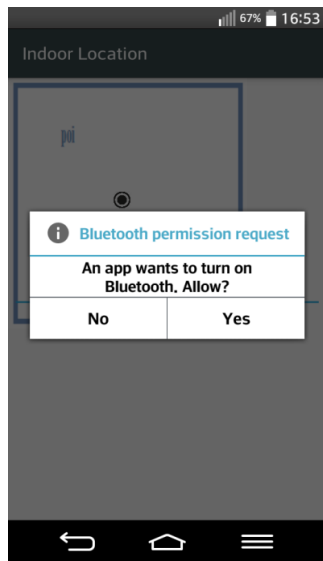 67% 16:53
Indoor Location
poi
Bluetooth permission request
An app wants to turn on
Bluetooth. Allow?
No Yes